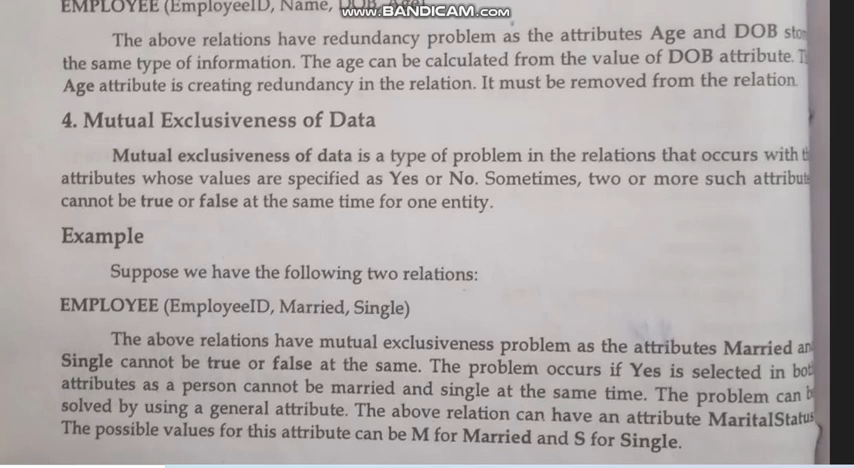 EMPLOYEE (EmployeeID, Name, DOB, Age)
www.BANDICAM.com
The above relations have redundancy problem as the attributes Age and DOB
the same type of information. The age can be calculated from the value of DOB attribute.
Age attribute is creating redundancy in the relation. It must be removed from the relation.
4. Mutual Exclusiveness of Data
Mutual exclusiveness of data is a type of problem in the relations that occurs with
attributes whose values are specified as Yes or No. Sometimes, two or more such
cannot be true or false at the same time for one entity.
Example
Suppose we have the following two relations:
EMPLOYEE (EmployeeID, Married, Single)
The above relations have mutual exclusiveness problem as the attributes Married
Single cannot be true or false at the same. The problem occurs if Yes is selected in
attributes as a person cannot be married and single at the same time. The problem can
solved by using a general attribute. The above relation can have an attribute MaritalStatus
The possible values for this attribute can be M for Married and S for Single.